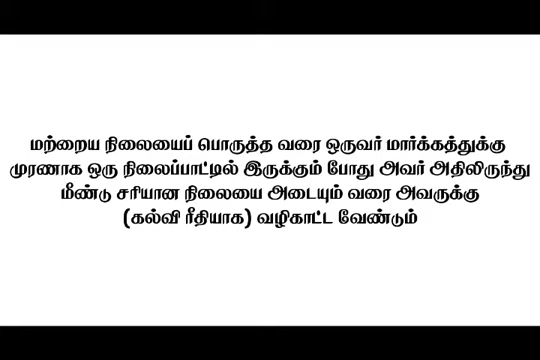 மற்றைய நிலையைப் பொருத்த வரை ஒருவர் மார்க்கத்துக்கு
முரணாக ஒரு நிலைப்பாட்டில் இருக்கும் போது அவர் அதிலிருந்து
மீண்டு சரியான நிலையை அடையும் வரை அவருக்கு
(கல்வி ரீதியாக) வழிகாட்ட வேண்டும்